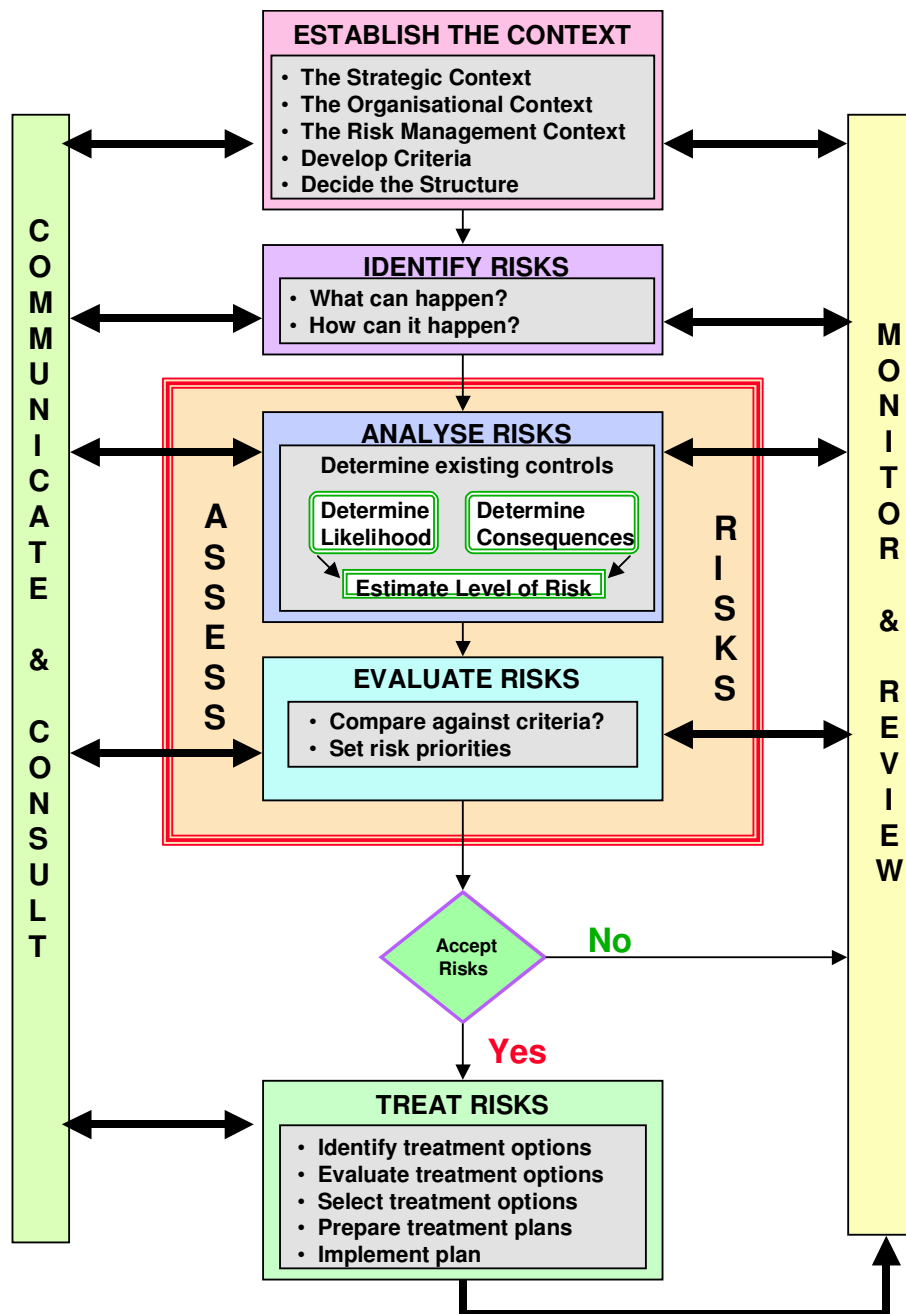 ESTABLISH THE CONTEXT
• The Strategic Context
• The Organisational Context
• The Risk Management Context
• Develop Criteria
• Decide the Structure
COMMUNICATE & CONSULT
IDENTIFY RISKS
• What can happen?
• How can it happen?
MONITOR & REVIEW
ASSESS
ANALYSE RISKS
Determine existing controls
Determine
Likelihood
Determine
Consequences
Estimate Level of Risk
RISKS
EVALUATE RISKS
• Compare against criteria?
• Set risk priorities
Accept
Risks
No
Yes
TREAT RISKS
• Identify treatment options
• Evaluate treatment options
• Select treatment options
• Prepare treatment plans
• Implement plan